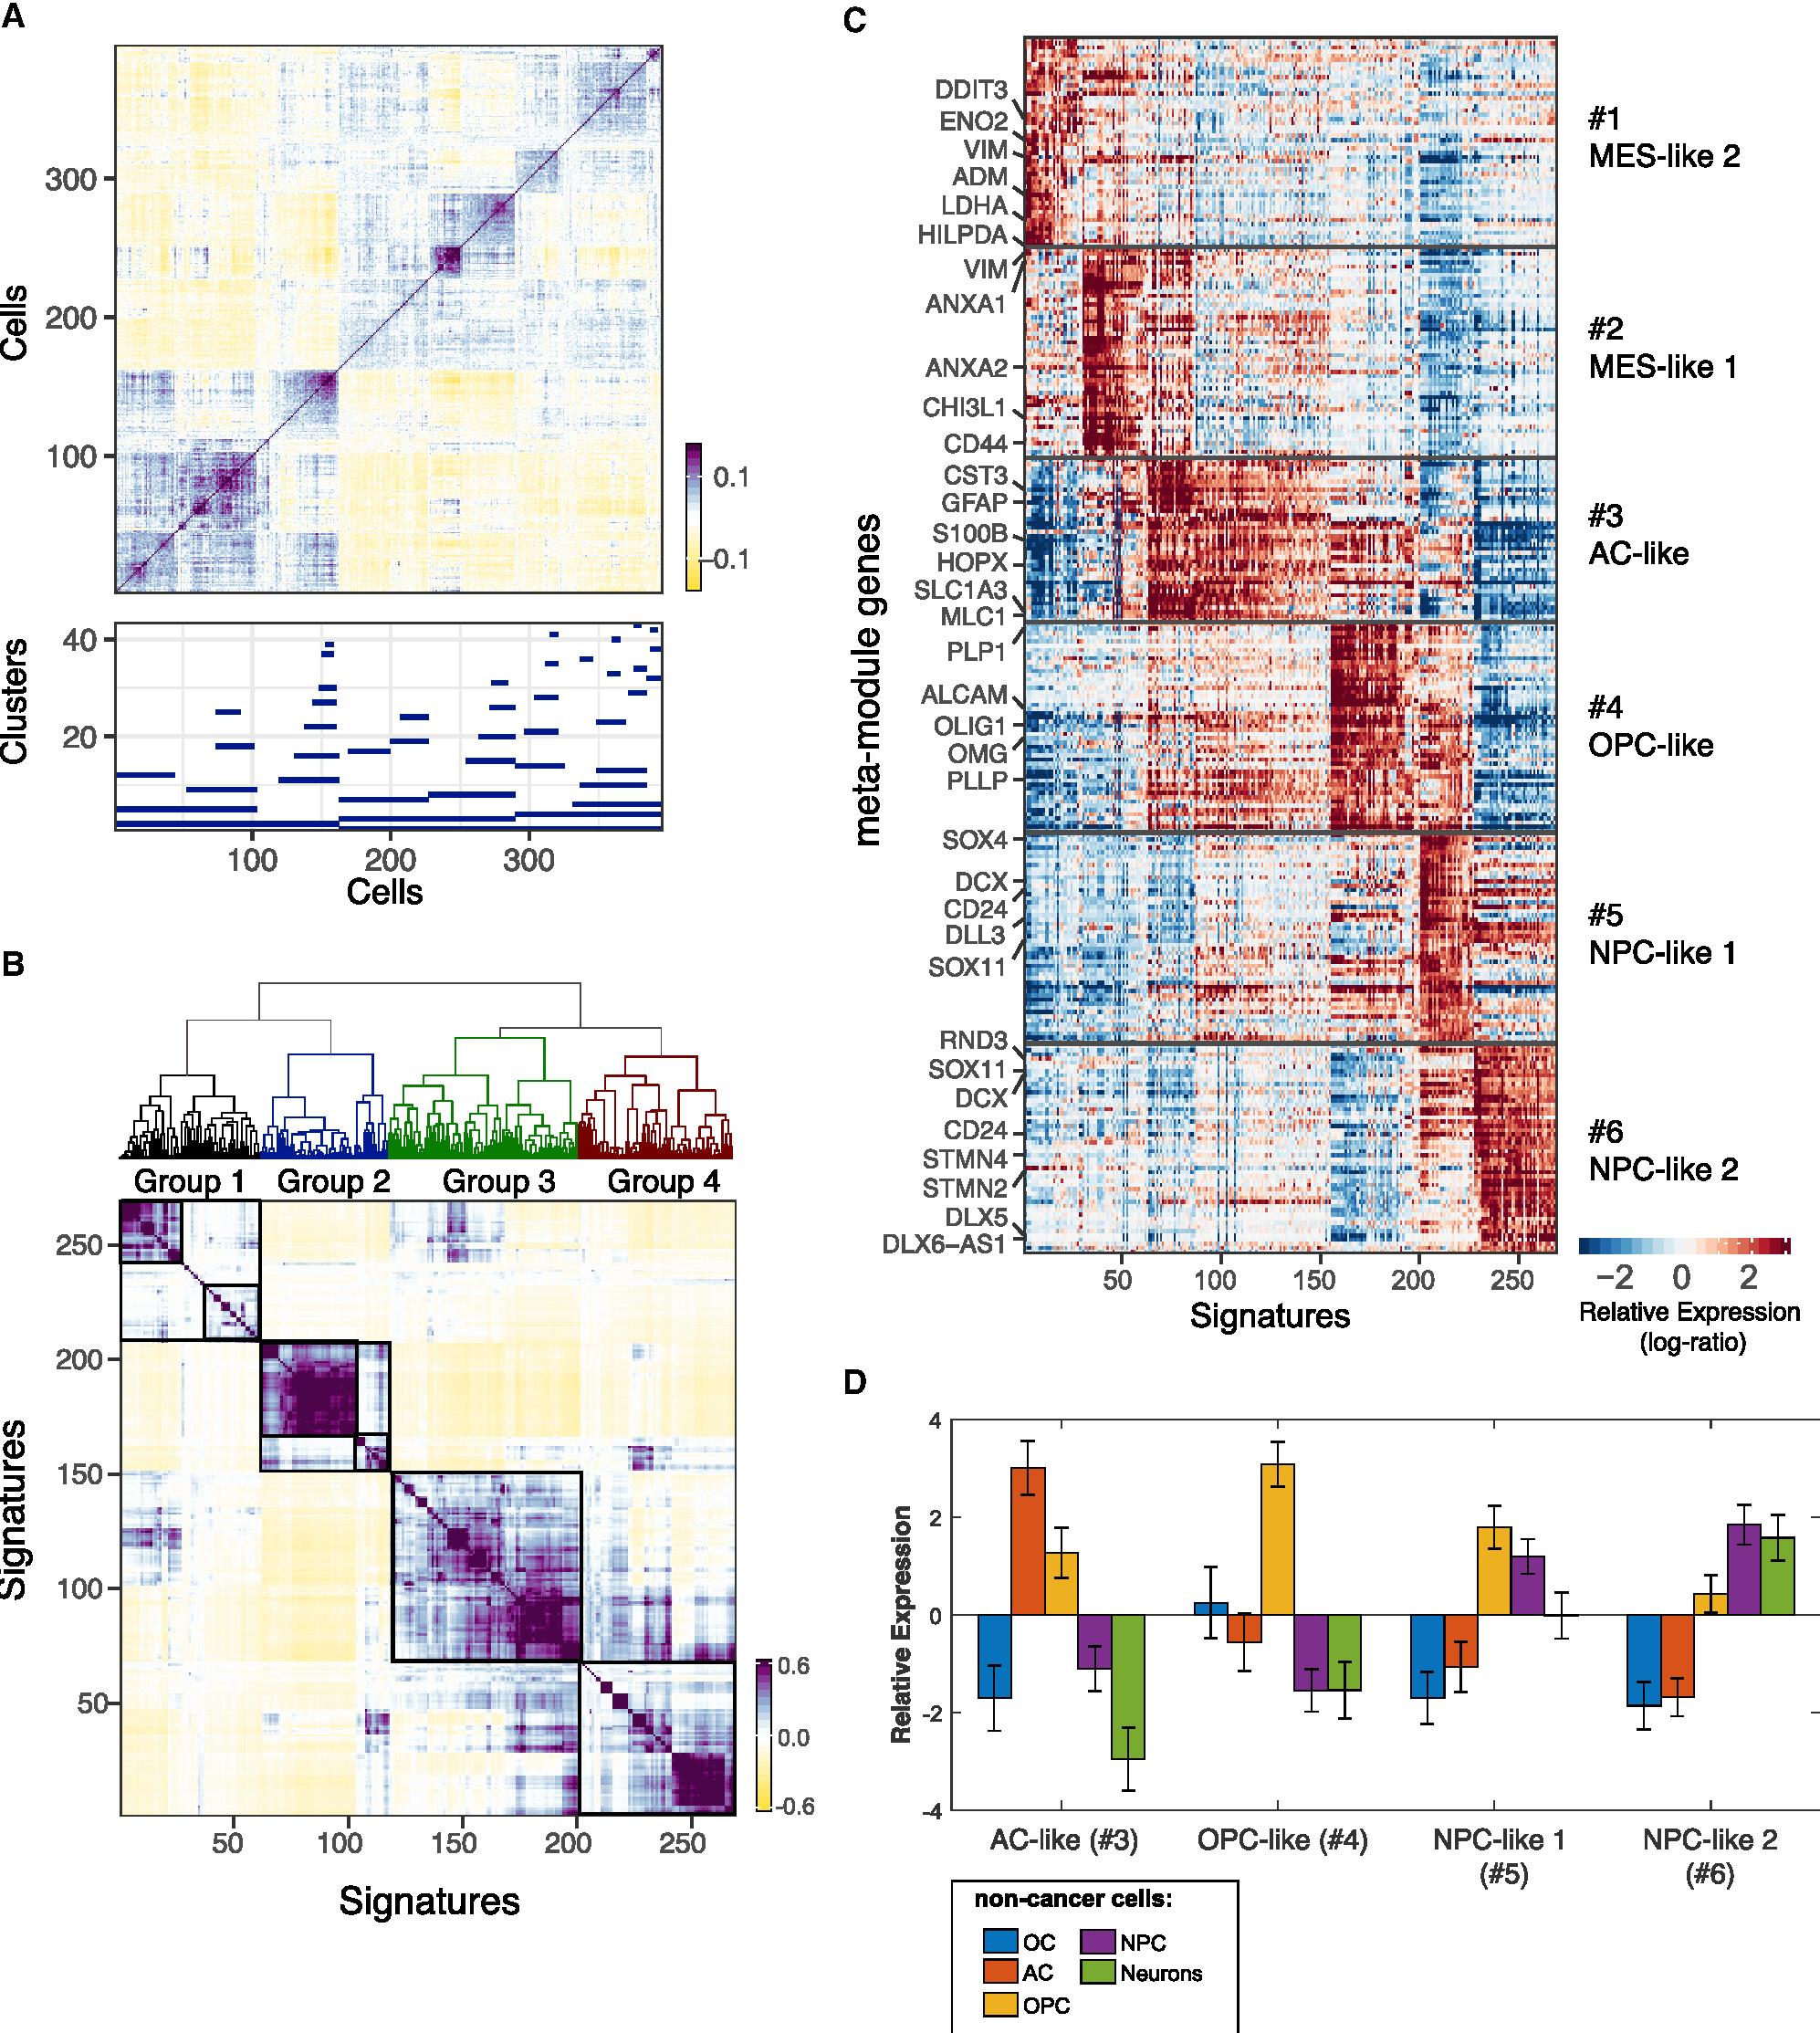 A
Cells
300
200
100
0.1
-0.1
Clusters
40
20
100
200
300
Cells
B
Group 1
Group 2
Group 3
Group 4
Signatures
250
200
150
100
50
0.6
0.0
-0.6
50
100
150
200
250
Signatures
C
meta-module genes
DDIT3
ENO2
VIM
ADM
LDHA
HILPDA
VIM
ANXA1
ANXA2
CHI3L1
CD44
CST3
GFAP
S100B
HOPX
SLC1A3
MLC1
PLP1
ALCAM
OLIG1
OMG
PLLP
SOX4
DCX
CD24
DLL3
SOX11
RND3
SOX11
DCX
CD24
STMN4
STMN2
DLX5
DLX6−AS1
#1
MES-like 2
#2
MES-like 1
#3
AC-like
#4
OPC-like
#5
NPC-like 1
#6
NPC-like 2
50
100
150
200
250
Signatures
−2
0
2
Relative Expression
(log-ratio)
D
Relative Expression
4
2
0
-2
-4
AC-like (#3)
OPC-like (#4)
NPC-like 1
(#5)
NPC-like 2
(#6)
non-cancer cells:
OC
NPC
AC
Neurons
OPC